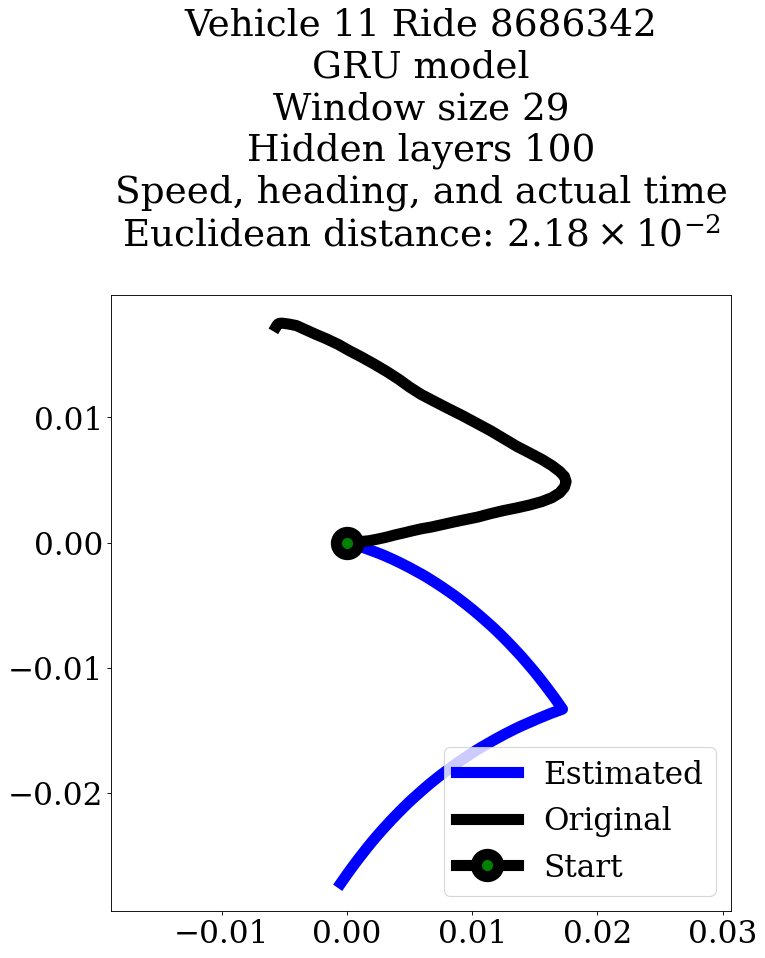 Vehicle 11 Ride 8686342
GRU model
Window size 29
Hidden layers 100
Speed, heading, and actual time
Euclidean distance: 2.18 × 10⁻²
0.01
0.00
−0.01
−0.02
Estimated
Original
Start
−0.01 0.00 0.01 0.02 0.03